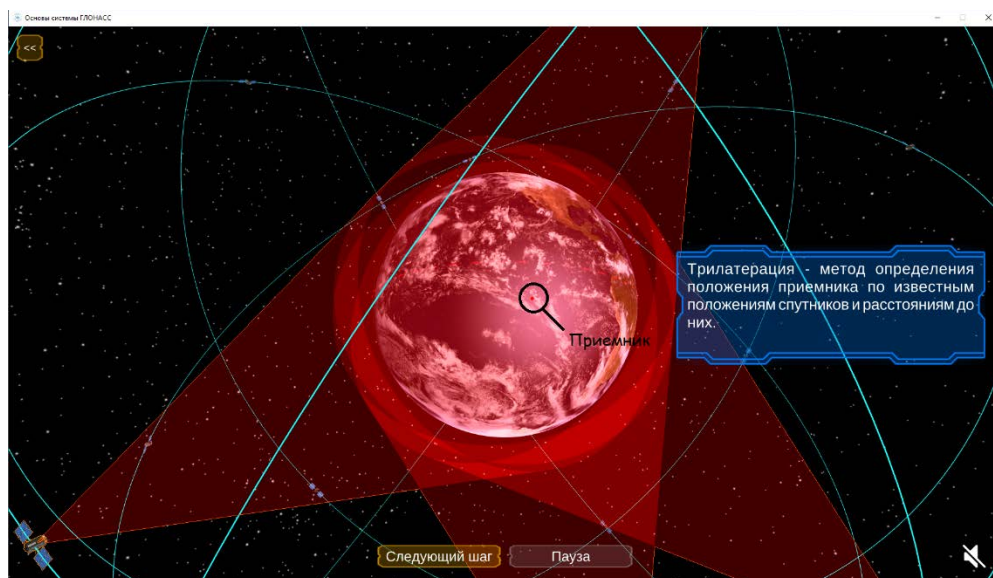 Основы системы ГЛОНАСС
<<
Трилатерация - метод определения
положения приемника по известным
положениям спутников и расстояниям до
них.
Приемник
Следующий шаг
Пауза